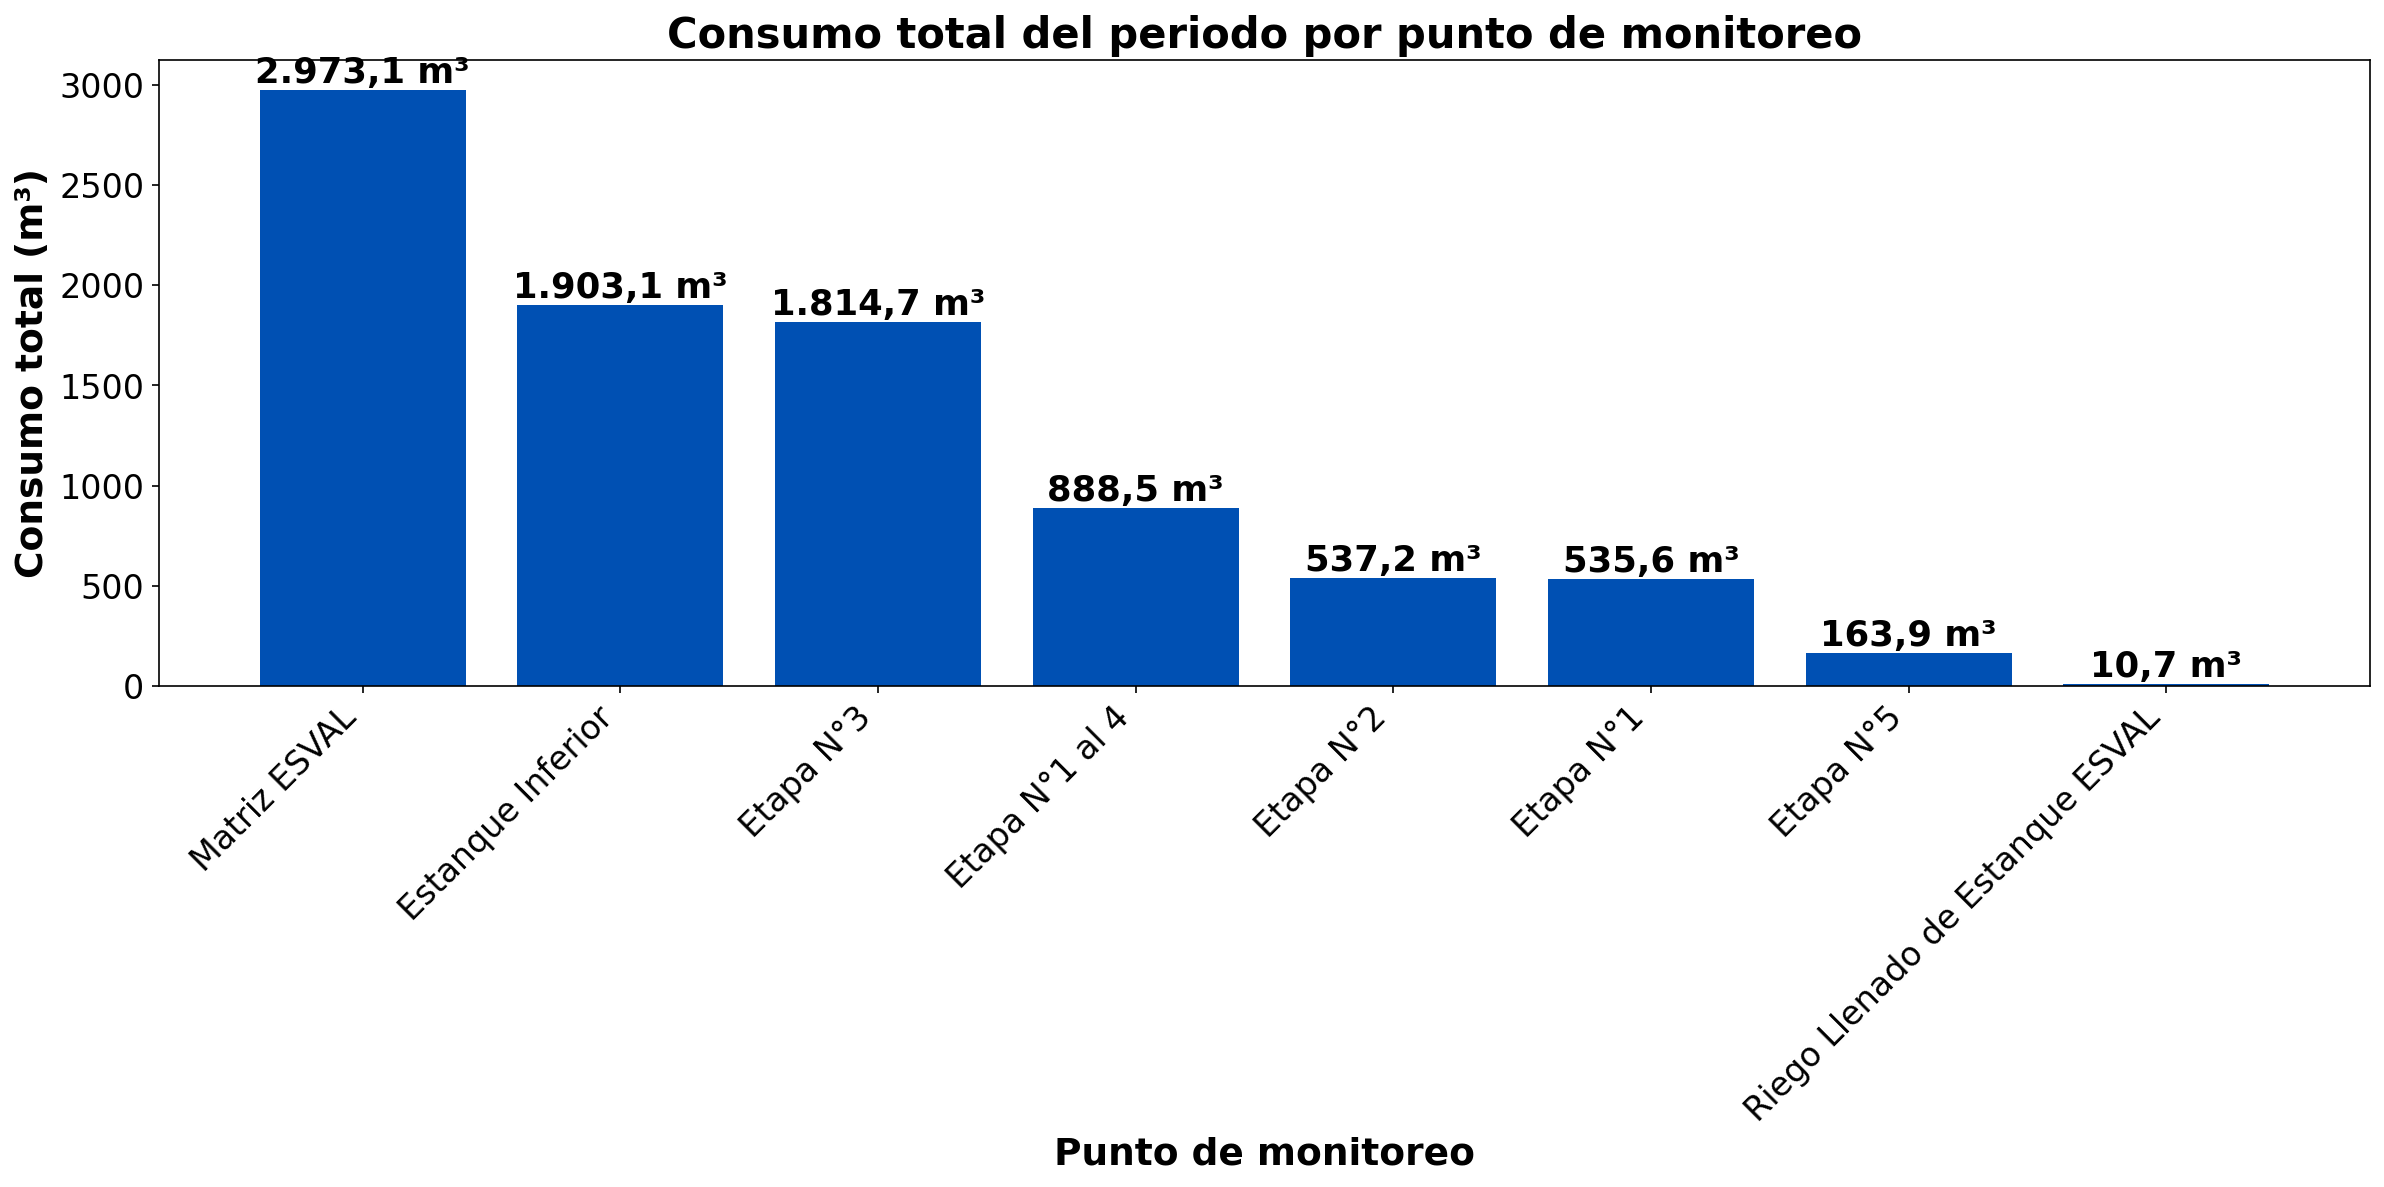 Consumo total del periodo por punto de monitoreo
Consumo total (m³)
3000
2500
2000
1500
1000
500
0
2.973,1 m³
1.903,1 m³
1.814,7 m³
888,5 m³
537,2 m³
535,6 m³
163,9 m³
10,7 m³
Matriz ESVAL
Estanque Inferior
Etapa N°3
Etapa N°1 al 4
Etapa N°2
Etapa N°1
Etapa N°5
Riego Llenado de Estanque ESVAL
Punto de monitoreo